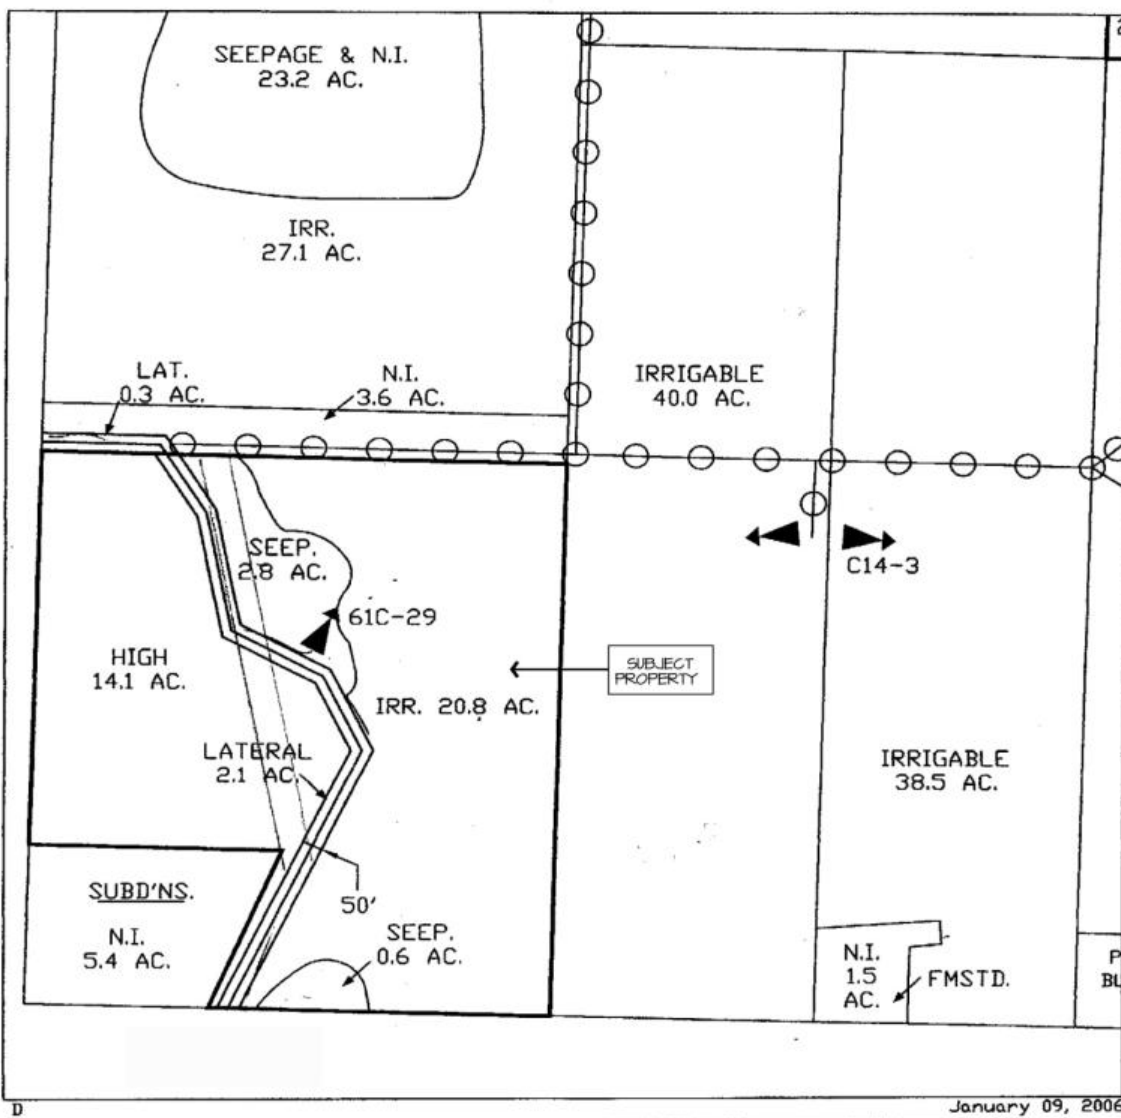 2
SEEPAGE & N.I.
23.2 AC.
IRR.
27.1 AC.
LAT.
0.3 AC.
N.I.
3.6 AC.
IRRIGABLE
40.0 AC.
SEEP.
2.8 AC.
C14-3
61C-29
HIGH
14.1 AC.
SUBJECT
PROPERTY
IRR. 20.8 AC.
LATERAL
2.1 AC.
IRRIGABLE
38.5 AC.
SUBD'NS.
50'
N.I.
5.4 AC.
SEEP.
0.6 AC.
N.I.
1.5
AC.
FMSTD.
P
BL
D
January 09, 2006